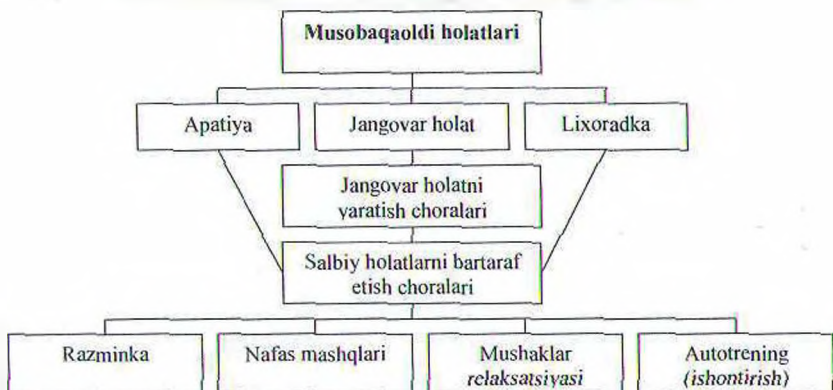 Musobaqaoldi holatlari
Apatiya
Jangovar holat
Lixoradka
Jangovar holatni
yaratish choralari
Salbiy holatlarni bartaraf
etish choralari
Razminka
Nafas mashqlari
Mushaklar
relaksatsiyasi
Autotrening
(ishontirish)